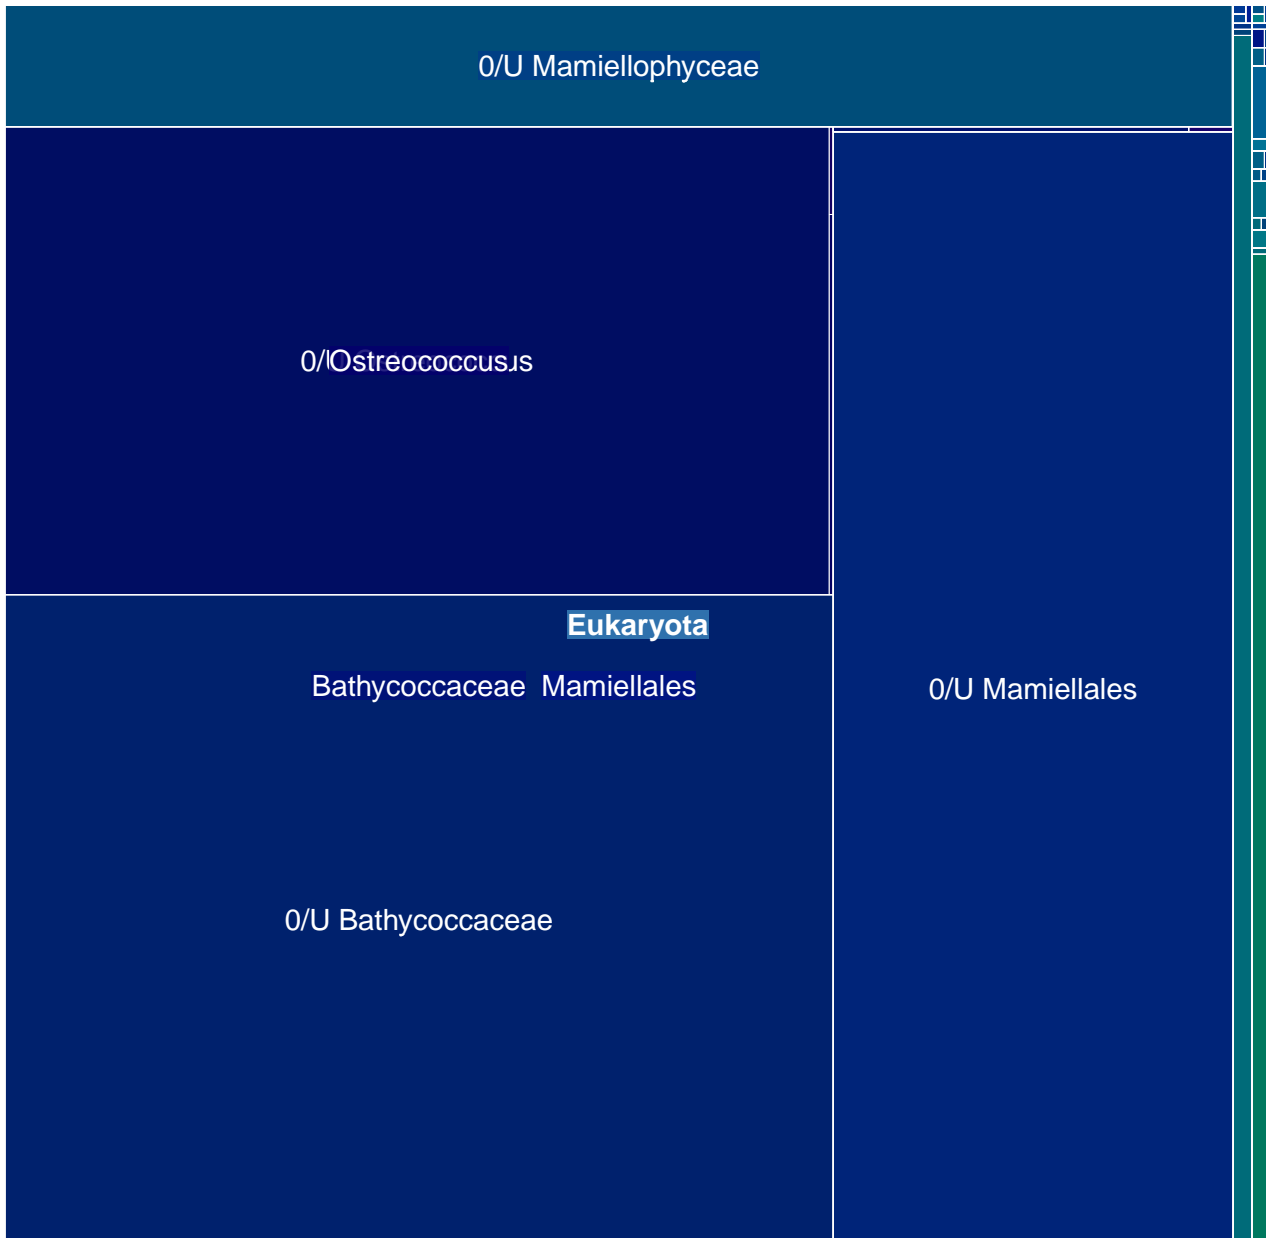 0/U Mamiellophyceae
Ostreococcus
Eukaryota
Bathycoccaceae Mamiellales
0/U Mamiellales
0/U Bathycoccaceae